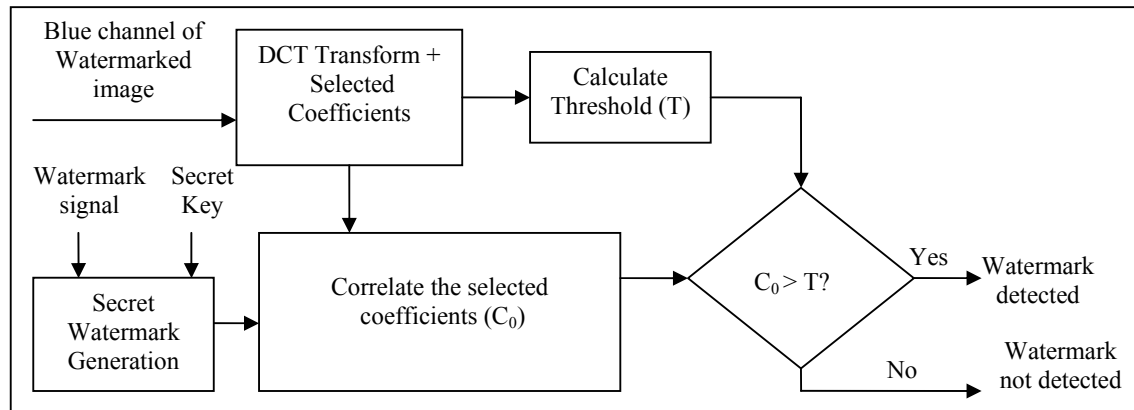 Blue channel of
Watermarked
image
DCT Transform +
Selected
Coefficients
Calculate
Threshold (T)
Watermark
signal
Secret
Key
Secret
Watermark
Generation
Correlate the selected
coefficients (C₀)
C₀ > T?
Yes
Watermark
detected
No
Watermark
not detected